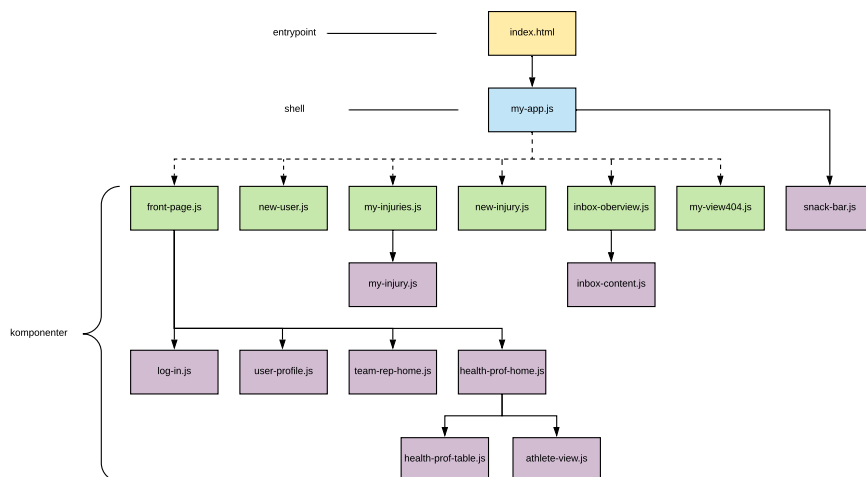 entrypoint
index.html
shell
my-app.js
front-page.js
new-user.js
my-injuries.js
new-injury.js
inbox-oberview.js
my-view404.js
snack-bar.js
my-injury.js
inbox-content.js
komponenter
log-in.js
user-profile.js
team-rep-home.js
health-prof-home.js
health-prof-table.js
athlete-view.js